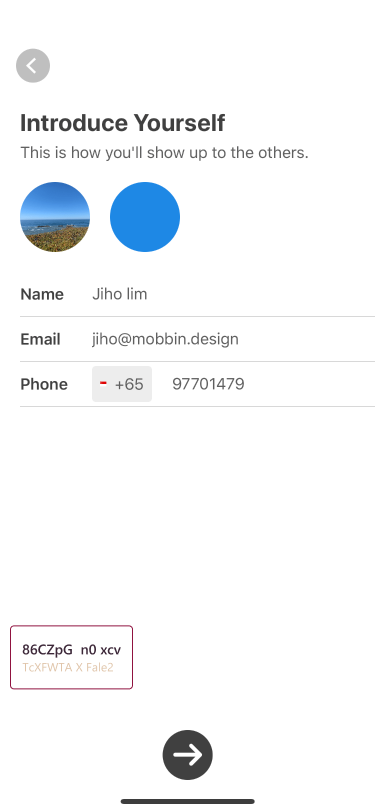 Introduce Yourself
This is how you'll show up to the others.
Name Jiho lim
Email jiho@mobbin.design
Phone +65 97701479
86CZpG n0 xcv
TcXFWTA X Fale2